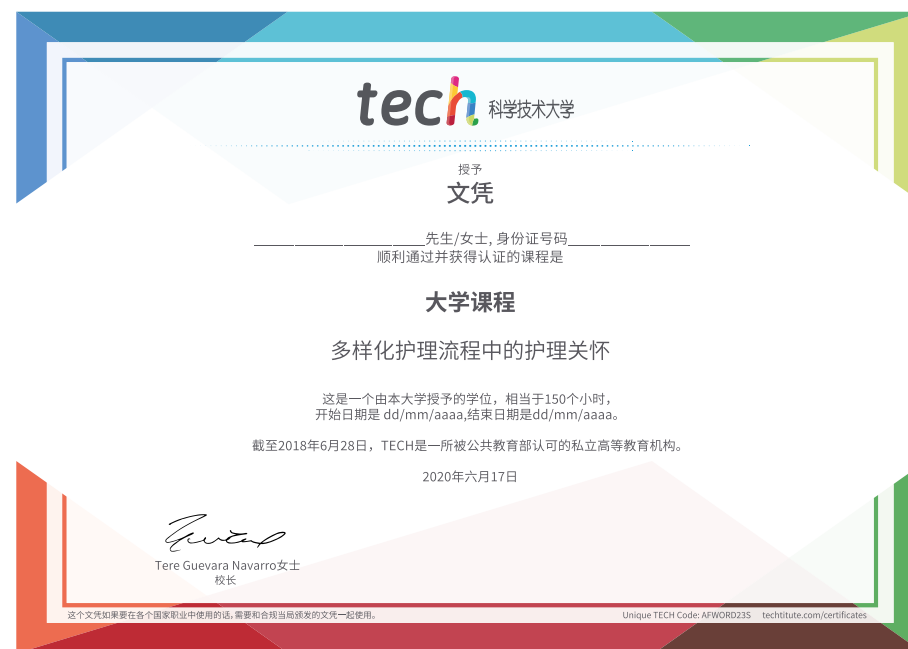 tech 科学技术大学
授予
文凭
先生/女士, 身份证号码
顺利通过并获得认证的课程是
大学课程
多样化护理流程中的护理关怀
这是一个由本大学授予的学位，相当于150个小时，
开始日期是 dd/mm/aaaa,结束日期是dd/mm/aaaa。
截至2018年6月28日，TECH是一所被公共教育部认可的私立高等教育机构。
2020年六月17日
Tere Guevara Navarro女士
校长
这个文凭如果要在各个国家职业中使用的话,需要和合规当局颁发的文凭一起使用。
Unique TECH Code: AFWORD23S techtitute.com/certificates